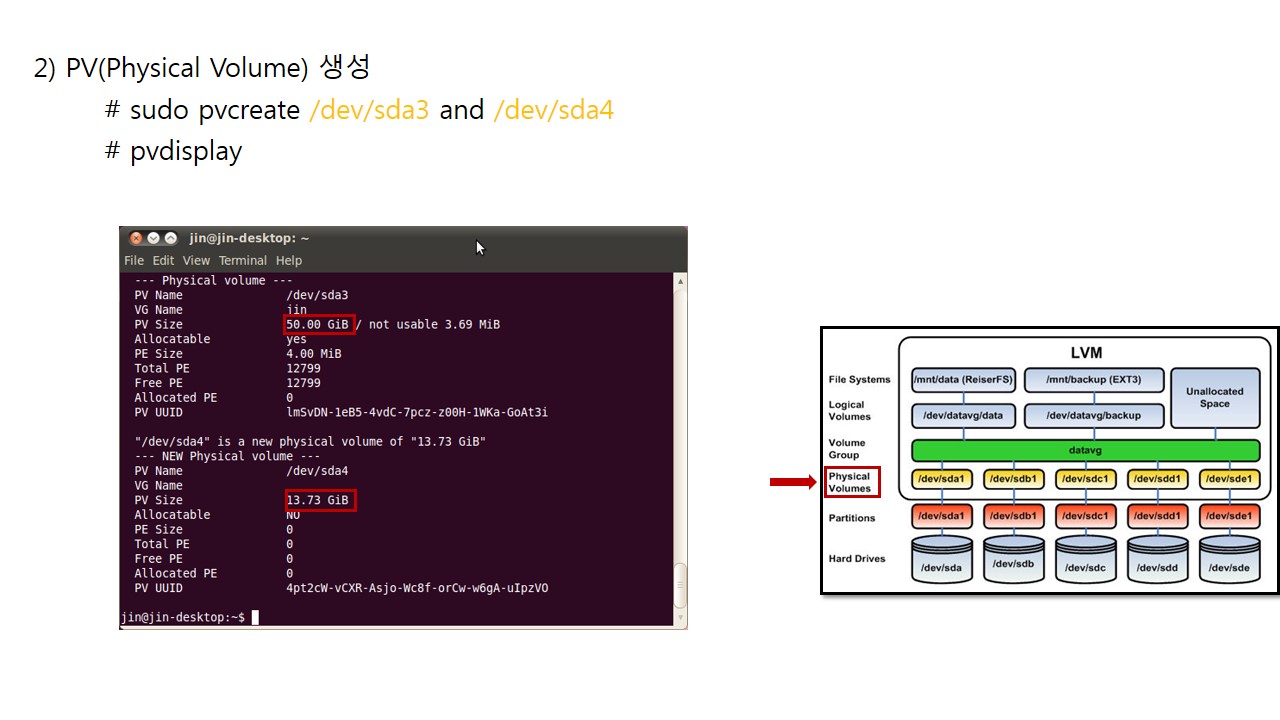 2) PV(Physical Volume) 생성
# sudo pvcreate /dev/sda3 and /dev/sda4
# pvdisplay
jin@jin-desktop: ~
File Edit View Terminal Help
--- Physical volume ---
PV Name /dev/sda3
VG Name jin
PV Size 50.00 GiB / not usable 3.69 MiB
Allocatable yes
PE Size 4.00 MiB
Total PE 12799
Free PE 12799
Allocated PE 0
PV UUID lmSvDN-1eB5-4vdC-7pcz-z00H-1WKa-GoAt3i
"/dev/sda4" is a new physical volume of "13.73 GiB"
--- NEW Physical volume ---
PV Name /dev/sda4
VG Name
PV Size 13.73 GiB
Allocatable NO
PE Size 0
Total PE 0
Free PE 0
Allocated PE 0
PV UUID 4pt2cW-vCXR-Asjo-Wc8f-orCw-w6gA-uIpzVO
jin@jin-desktop:~$
LVM
File Systems /mnt/data (ReiserFS) /mnt/backup (EXT3)
Unallocated
Space
Logical
Volumes /dev/datavg/data /dev/datavg/backup
Volume
Group datavg
Physical
Volumes /dev/sda1 /dev/sdb1 /dev/sdc1 /dev/sdd1 /dev/sde1
Partitions /dev/sda1 /dev/sdb1 /dev/sdc1 /dev/sdd1 /dev/sde1
Hard Drives /dev/sda /dev/sdb /dev/sdc /dev/sdd /dev/sde